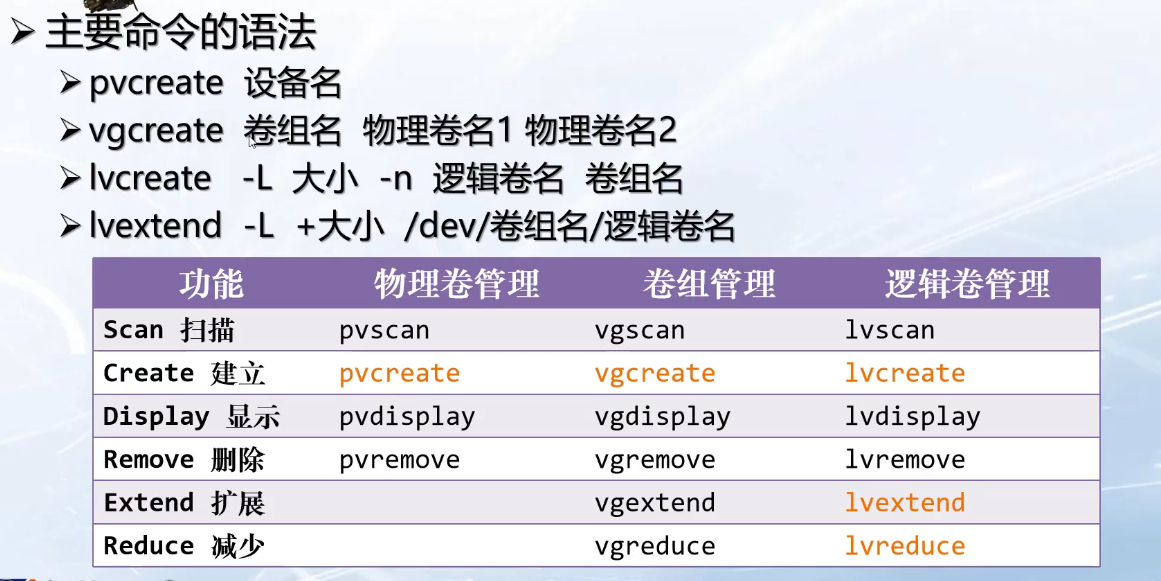 主要命令的语法
pvcreate 设备名
vgcreate 卷组名 物理卷名1 物理卷名2
lvcreate -L 大小 -n 逻辑卷名 卷组名
lvextend -L +大小 /dev/卷组名/逻辑卷名
功能 物理卷管理 卷组管理 逻辑卷管理
Scan 扫描 pvscan vgscan lvscan
Create 建立 pvcreate vgcreate lvcreate
Display 显示 pvdisplay vgdisplay lvdisplay
Remove 删除 pvremove vgremove lvremove
Extend 扩展 vgextend lvextend
Reduce 减少 vgreduce lvreduce